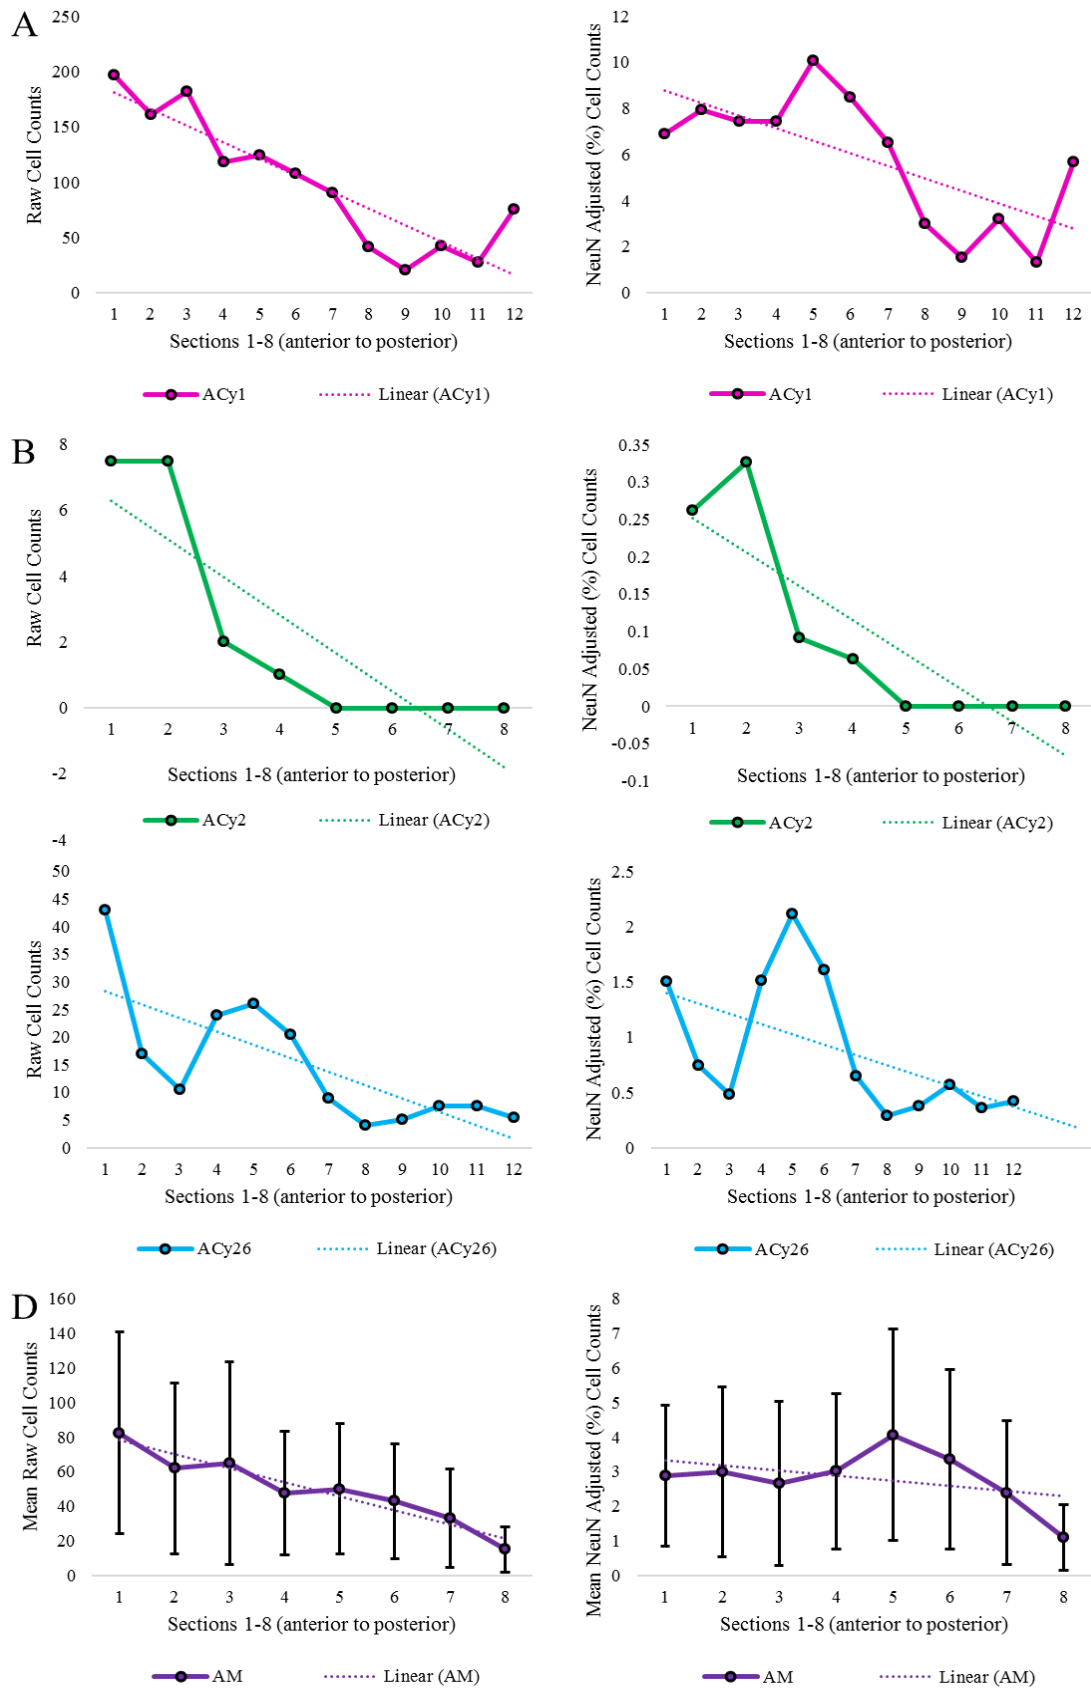 A
250
200
150
100
50
0
Raw Cell Counts
1 2 3 4 5 6 7 8 9 10 11 12
Sections 1-8 (anterior to posterior)
ACy1 Linear (ACy1)
12
10
8
6
4
2
0
NeuN Adjusted (%) Cell Counts
1 2 3 4 5 6 7 8 9 10 11 12
Sections 1-8 (anterior to posterior)
ACy1 Linear (ACy1)
B
8
6
4
2
0
-2
-4
Raw Cell Counts
1 2 3 4 5 6 7 8
Sections 1-8 (anterior to posterior)
ACy2 Linear (ACy2)
0.35
0.3
0.25
0.2
0.15
0.1
0.05
0
-0.05
-0.1
NeuN Adjusted (%) Cell Counts
1 2 3 4 5 6 7 8
Sections 1-8 (anterior to posterior)
ACy2 Linear (ACy2)
50
45
40
35
30
25
20
15
10
5
0
Raw Cell Counts
1 2 3 4 5 6 7 8 9 10 11 12
Sections 1-8 (anterior to posterior)
ACy26 Linear (ACy26)
2.5
2
1.5
1
0.5
0
NeuN Adjusted (%) Cell Counts
1 2 3 4 5 6 7 8 9 10 11 12
Sections 1-8 (anterior to posterior)
ACy26 Linear (ACy26)
D
160
140
120
100
80
60
40
20
0
Mean Raw Cell Counts
1 2 3 4 5 6 7 8
Sections 1-8 (anterior to posterior)
AM Linear (AM)
8
7
6
5
4
3
2
1
0
Mean NeuN Adjusted (%) Cell Counts
1 2 3 4 5 6 7 8
Sections 1-8 (anterior to posterior)
AM Linear (AM)